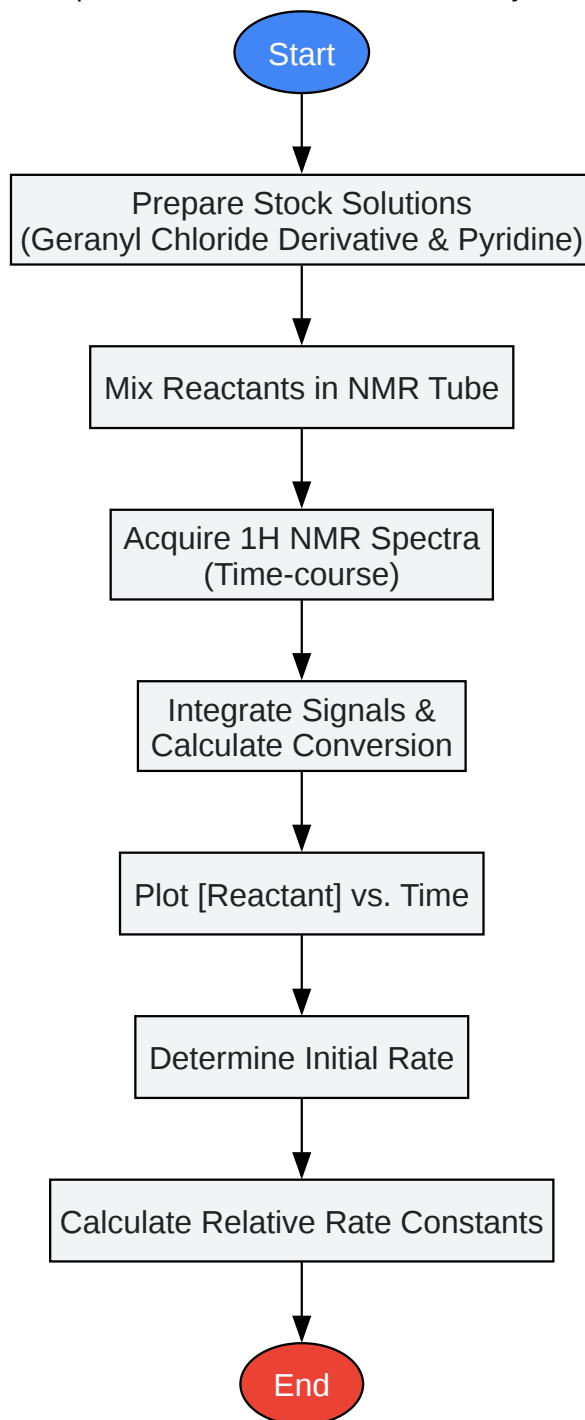 Start
Prepare Stock Solutions
(Geranyl Chloride Derivative & Pyridine)
Mix Reactants in NMR Tube
Acquire 1H NMR Spectra
(Time-course)
Integrate Signals &
Calculate Conversion
Plot [Reactant] vs. Time
Determine Initial Rate
Calculate Relative Rate Constants
End